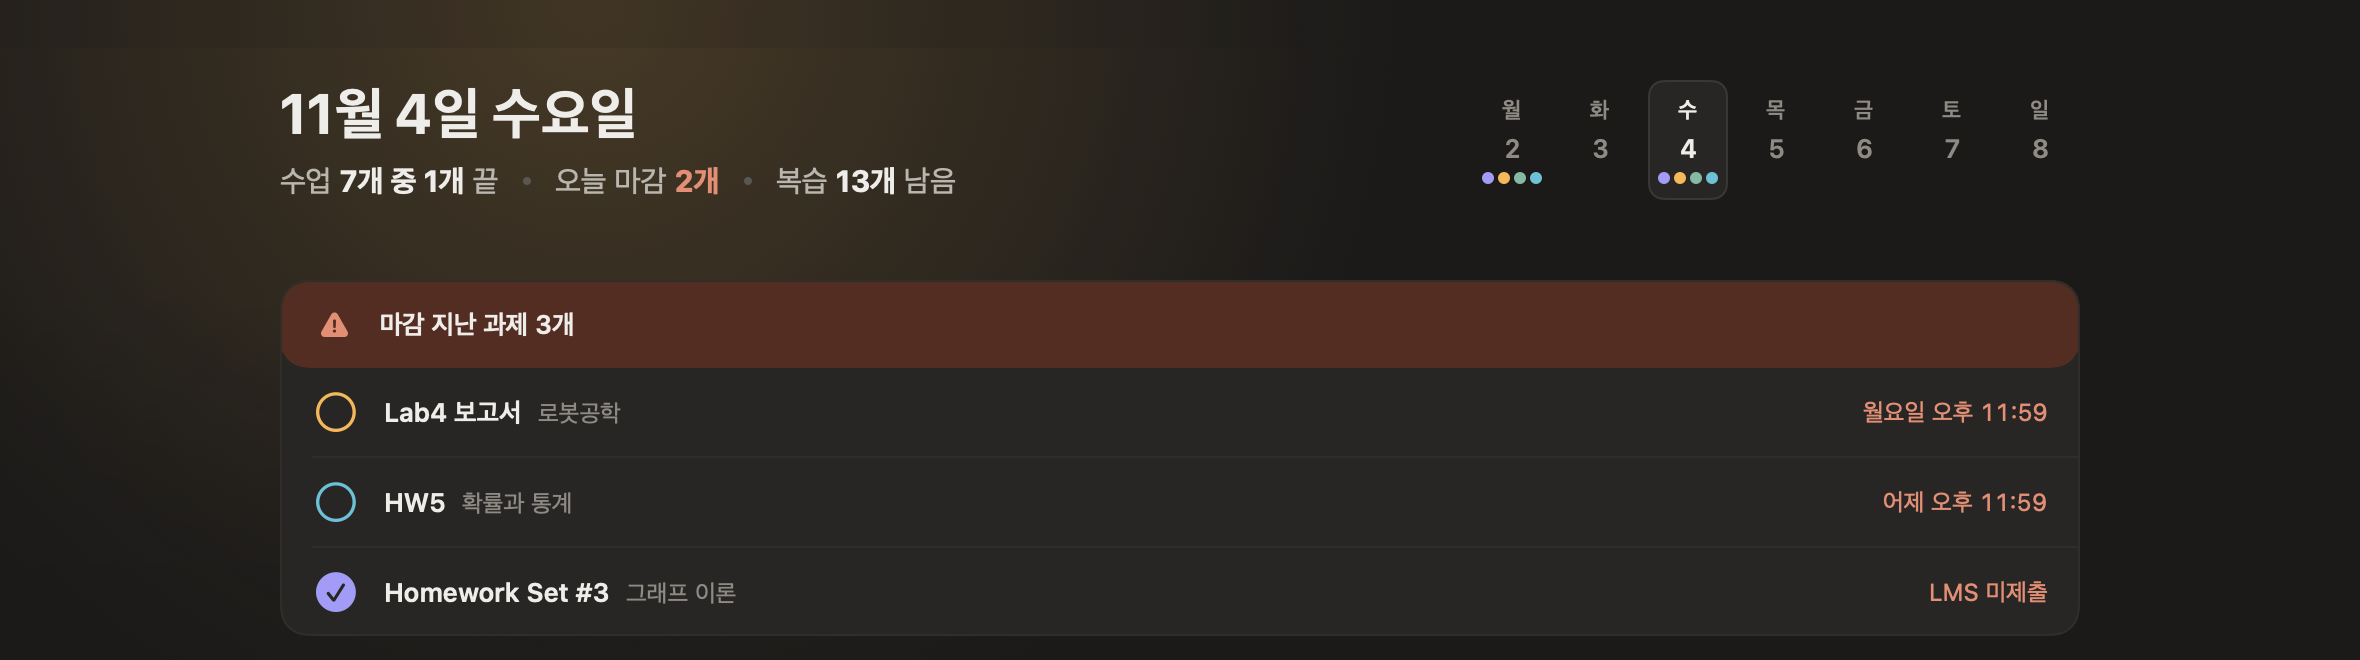 11월 4일 수요일
수업 7개 중 1개 끝 • 오늘 마감 2개 • 복습 13개 남음
월 화 수 목 금 토 일
2 3 4 5 6 7 8
마감 지난 과제 3개
Lab4 보고서 로봇공학 월요일 오후 11:59
HW5 확률과 통계 어제 오후 11:59
Homework Set #3 그래프 이론 LMS 미제출